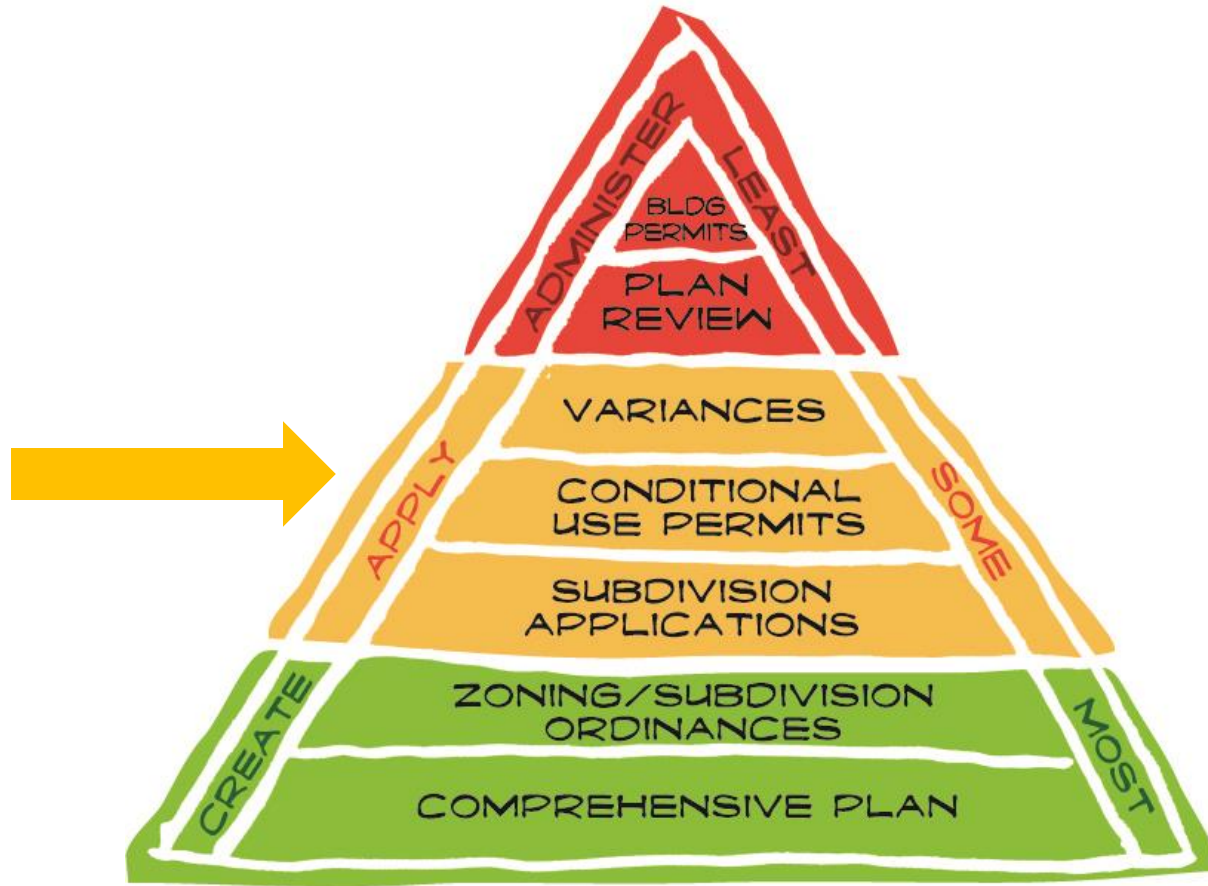 ADMINISTER
LEAST
BLDG
PERMITS
PLAN
REVIEW
APPLY
SOME
VARIANCES
CONDITIONAL
USE PERMITS
SUBDIVISION
APPLICATIONS
CREATE
MOST
ZONING/SUBDIVISION
ORDINANCES
COMPREHENSIVE PLAN